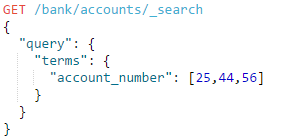 GET /bank/accounts/_search
{
  "query": {
    "terms": {
      "account_number": [25,44,56]
    }
  }
}